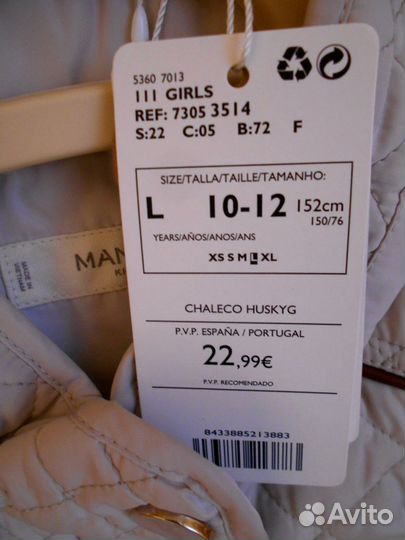 5360 7013
111 GIRLS
REF: 7305 3514
S:22 C:05 B:72 F
SIZE/TALLA/TAILLE/TAMANHO:
L 10-12 152cm
150/76
YEARS/AÑOS/ANOS/ANS
XS S M L XL
CHALECO HUSKYG
P.V.P. ESPAÑA / PORTUGAL
22,99€
P.V.P. RECOMENDADO
8433885213883
MAN
MADE IN
VIETNAM
Avito